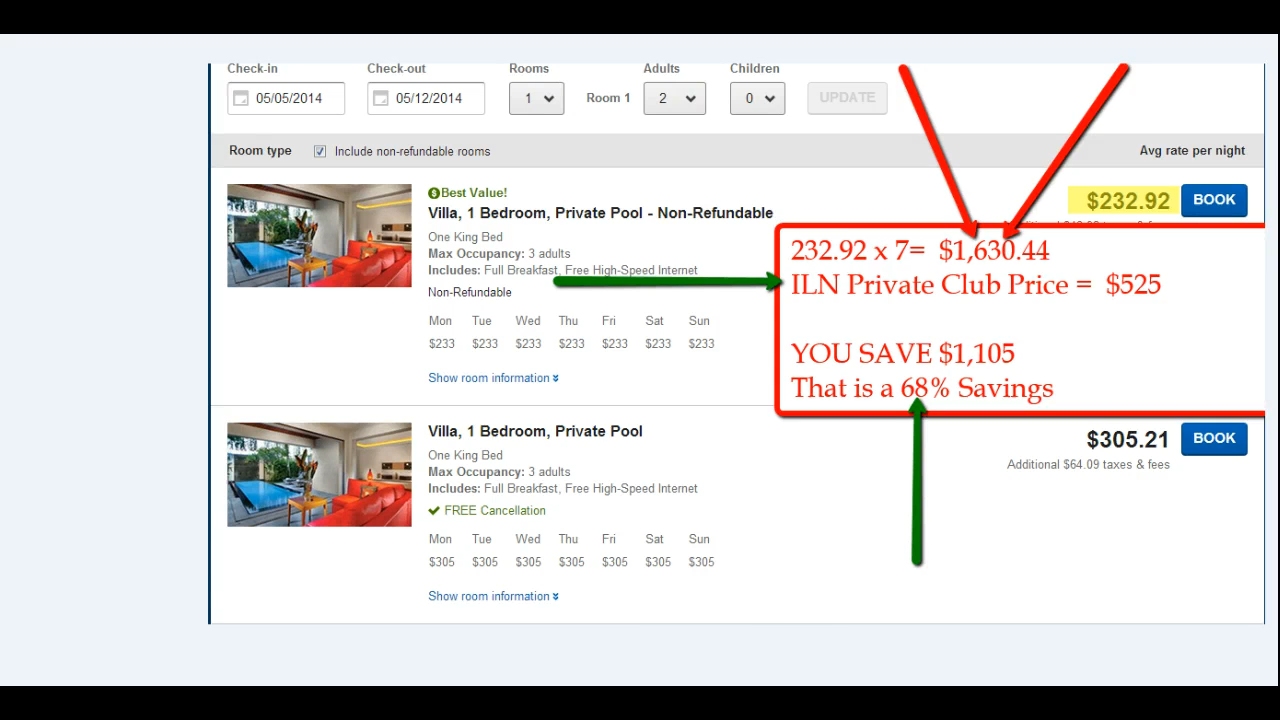 Check-in Check-out Rooms Adults Children
05/05/2014 05/12/2014 1 Room 1 2 0 UPDATE
Room type Include non-refundable rooms Avg rate per night
Best Value!
Villa, 1 Bedroom, Private Pool - Non-Refundable $232.92 BOOK
One King Bed
Max Occupancy: 3 adults
Includes: Full Breakfast, Free High-Speed Internet
Non-Refundable
Mon Tue Wed Thu Fri Sat Sun
$233 $233 $233 $233 $233 $233 $233
Show room information
232.92 x 7= $1,630.44
ILN Private Club Price = $525
YOU SAVE $1,105
That is a 68% Savings
Villa, 1 Bedroom, Private Pool $305.21 BOOK
One King Bed
Max Occupancy: 3 adults
Additional $64.09 taxes & fees
Includes: Full Breakfast, Free High-Speed Internet
FREE Cancellation
Mon Tue Wed Thu Fri Sat Sun
$305 $305 $305 $305 $305 $305 $305
Show room information